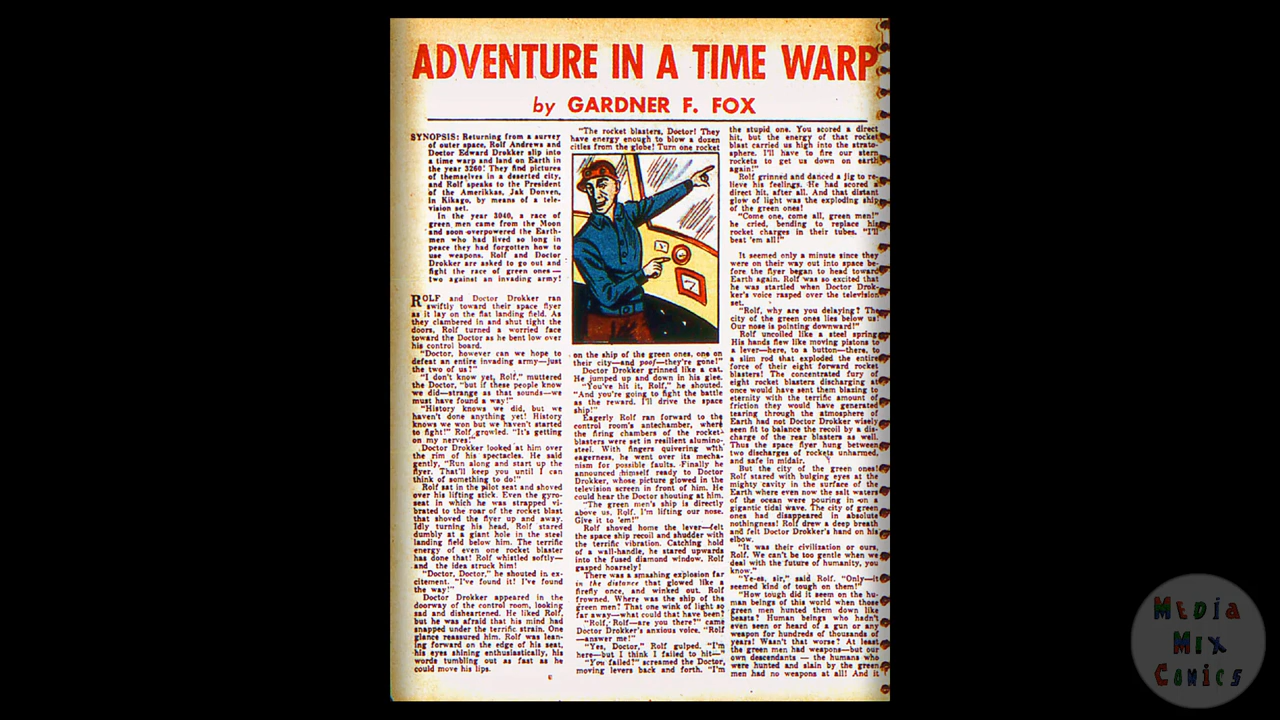 ADVENTURE IN A TIME WARP
by GARDNER F. FOX
SYNOPSIS: Returning from a survey
of outer space, Rolf Andrews and
Doctor Edward Drokker slip into
a time warp and land on Earth in
the year 3260! They find pictures
of themselves in a deserted city,
and Rolf speaks to the President
of the Amerikkas, Jak Donven,
in Kikago, by means of a tele-
vision set.
In the year 3040, a race of
green men came from the Moon
and soon overpowered the Earth-
men who had lived so long in
peace they had forgotten how to
use weapons. Rolf and Doctor
Drokker are asked to go out and
fight the race of green ones—
two against an invading army!
ROLF and Doctor Drokker ran
swiftly toward their space flyer
as it lay on the flat landing field. As
they clambered in and shut tight the
doors, Rolf turned a worried face
toward the Doctor as he bent low over
his control board.
"Doctor, however can we hope to
defeat an entire invading army—just
the two of us?"
"I don't know yet, Rolf," muttered
the Doctor, "but if these people know
we did—strange as that sounds—we
must have found a way!"
"History knows we did, but we
haven't done anything yet! History
knows we won but we haven't started
to fight!" Rolf growled. "It's getting
on my nerves!"
Doctor Drokker looked at him over
the rim of his spectacles. He said
gently, "Run along and start up the
flyer. That'll keep you until I can
think of something to do!"
Rolf sat in the pilot seat and shoved
over his lifting stick. Even the gyro-
seat in which he was strapped vi-
brated to the roar of the rocket blast
that shoved the flyer up and away.
Idly turning his head, Rolf stared
dumbly at a giant hole in the steel
landing field below him. The terrific
energy of even one rocket blaster
has done that! Rolf whistled softly—
and the idea struck him!
"Doctor, Doctor," he shouted in ex-
citement. "I've found it! I've found
the way!"
Doctor Drokker appeared in the
doorway of the control room, looking
sad and disheartened. He liked Rolf,
but he was afraid that his mind had
snapped under the terrific strain. One
glance reassured him. Rolf was lean-
ing forward on the edge of his seat,
his eyes shining enthusiastically, his
words tumbling out as fast as he
could move his lips.
"The rocket blasters, Doctor! They
have energy enough to blow a dozen
cities from the globe! Turn one rocket
on the ship of the green ones, one on
their city—and poof—they're gone!"
Doctor Drokker grinned like a cat.
He jumped up and down in his glee.
"You've hit it, Rolf," he shouted.
"And you're going to fight the battle
as the reward. I'll drive the space
ship!"
Eagerly Rolf ran forward to the
control room's antechamber, where
the firing chambers of the rocket
blasters were set in resilient alumino-
steel. With fingers quivering with
eagerness, he went over its mecha-
nism for possible faults. Finally he
announced himself ready to Doctor
Drokker, whose picture glowed in the
television screen in front of him. He
could hear the Doctor shouting at him.
"The green men's ship is directly
above us, Rolf. I'm lifting our nose.
Give it to 'em!"
Rolf shoved home the lever—felt
the space ship recoil and shudder with
the terrific vibration. Catching hold
of a wall-handle, he stared upwards
into the fused diamond window. Rolf
gasped hoarsely!
There was a smashing explosion far
in the distance that glowed like a
firefly once, and winked out. Rolf
frowned. Where was the ship of the
green men? That one wink of light so
far away—what could that have been?
"Rolf, Rolf—are you there?" came
Doctor Drokker's anxious voice. "Rolf
—answer me!"
"Yes, Doctor," Rolf gulped. "I'm
here—but I think I failed to hit—"
"You failed?" screamed the Doctor,
moving levers back and forth. "I'm
the stupid one. You scored a direct
hit, but the energy of that rocket
blast carried us high into the strato-
sphere. I'll have to fire our stern
rockets to get us down on earth
again!"
Rolf grinned and danced a jig to re-
lieve his feelings. He had scored a
direct hit, after all. And that distant
glow of light was the exploding ship
of the green ones!
"Come one, come all, green men!"
he cried, bending to replace his
rocket charges in their tubes. "I'll
beat 'em all!"
It seemed only a minute since they
were on their way out into space be-
fore the flyer began to head toward
Earth again. Rolf was so excited that
he was startled when Doctor Drok-
ker's voice rasped over the television
set.
"Rolf, why are you delaying? The
city of the green ones lies below us!
Our nose is pointing downward!"
Rolf uncoiled like a steel spring.
His hands flew like moving pistons to
a lever—here, to a button—there, to
a slim rod that exploded the entire
force of their eight forward rocket
blasters! The concentrated fury of
eight rocket blasters discharging at
once would have sent them blazing to
eternity with the terrific amount of
friction they would have generated
tearing through the atmosphere of
Earth had not Doctor Drokker wisely
seen fit to balance the recoil by a dis-
charge of the rear blasters as well.
Thus the space flyer hung between
two discharges of rockets unharmed,
and safe in midair.
But the city of the green ones!
Rolf stared with bulging eyes at the
mighty cavity in the surface of the
Earth where even now the salt waters
of the ocean were pouring in on a
gigantic tidal wave. The city of green
ones had disappeared in absolute
nothingness! Rolf drew a deep breath
and felt Doctor Drokker's hand on his
elbow.
"It was their civilization or ours,
Rolf. We can't be too gentle when we
deal with the future of humanity, you
know."
"Ye-es, sir," said Rolf. "Only—it
seemed kind of tough on them!"
"How tough did it seem on the hu-
man beings of this world when those
green men hunted them down like
beasts? Human beings who hadn't
even seen or heard of a gun or any
weapon for hundreds of thousands of
years! Wasn't that worse? At least
the green men had weapons—but our
own descendants — the humans who
were hunted and slain by the green
men had no weapons at all! And it
MEDIA
MIX
COMICS